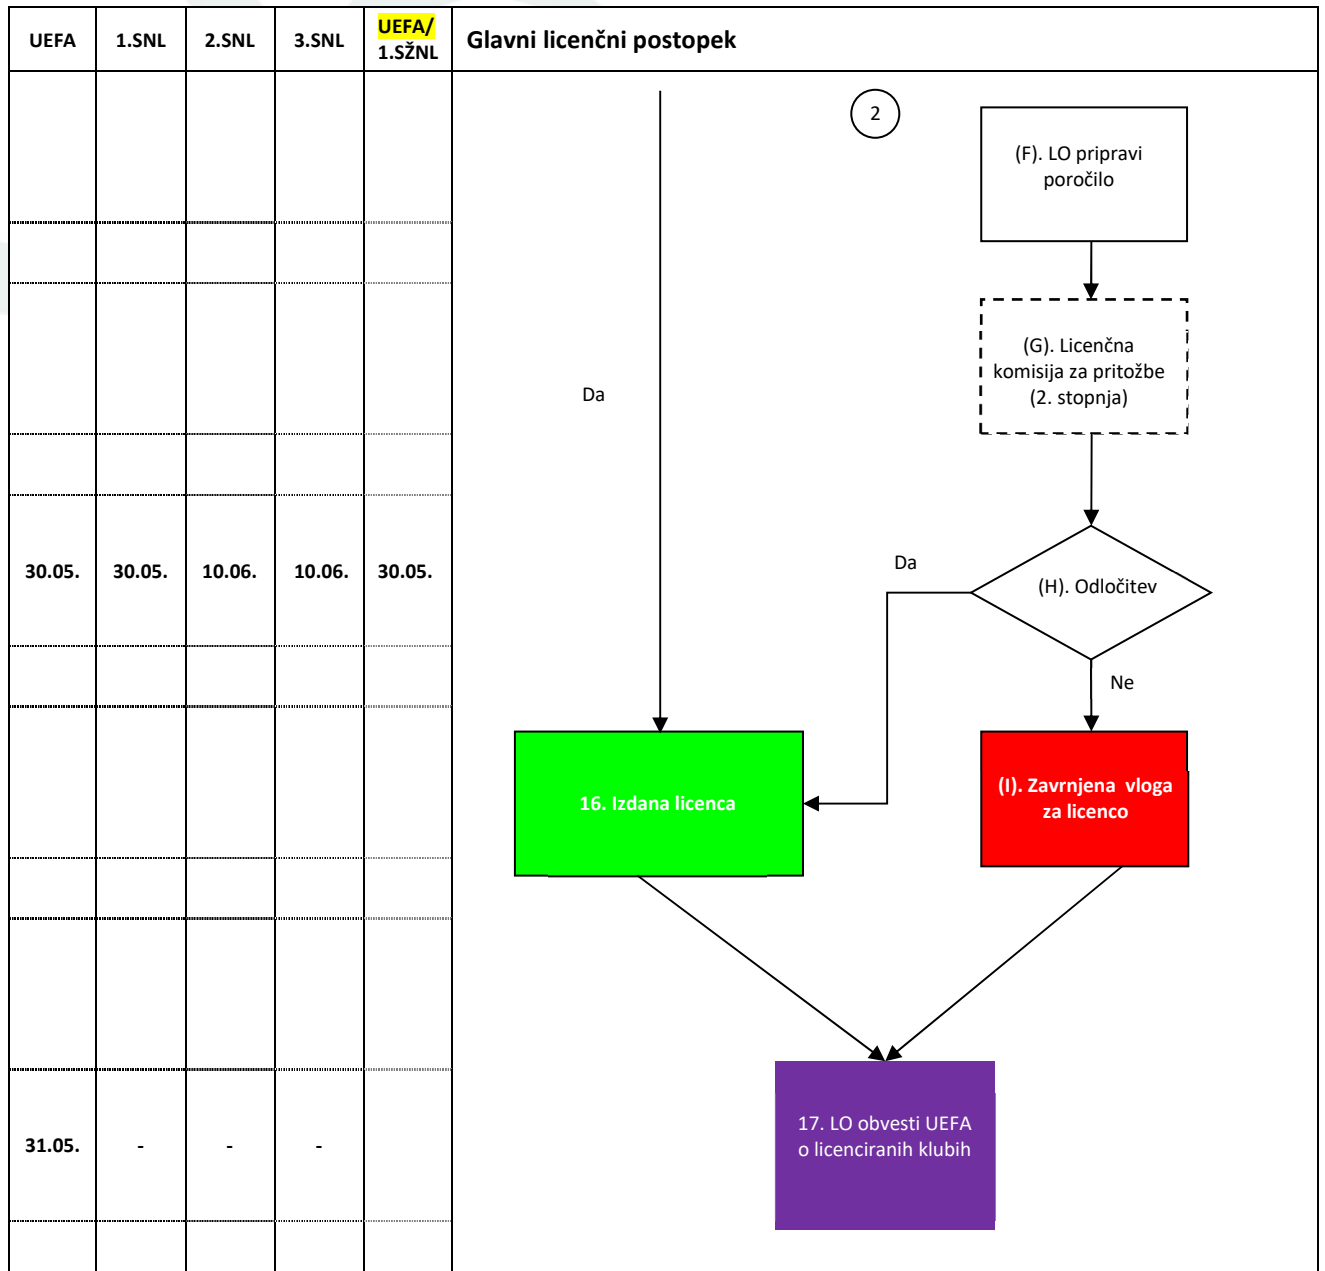 UEFA
1.SNL
2.SNL
3.SNL
UEFA/
1.SŽNL
Glavni licenčni postopek
2
(F). LO pripravi
poročilo
(G). Licenčna
komisija za pritožbe
(2. stopnja)
Da
30.05.
30.05.
10.06.
10.06.
30.05.
Da
(H). Odločitev
Ne
16. Izdana licenca
(I). Zavrnjena vloga
za licenco
31.05.
-
-
-
17. LO obvesti UEFA
o licenciranih klubih